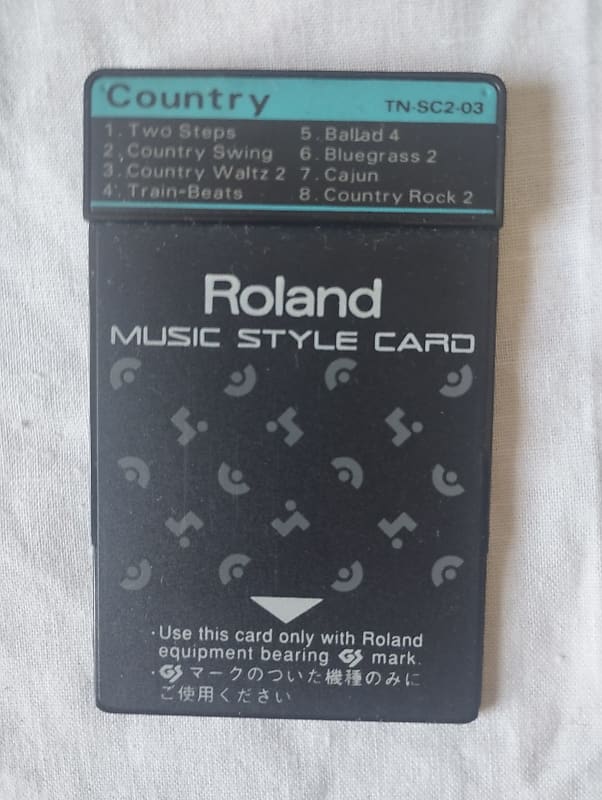 Country
TN-SC2-03
1. Two Steps
2. Country Swing
3. Country Waltz 2
4. Train-Beats
5. Ballad 4
6. Bluegrass 2
7. Cajun
8. Country Rock 2
Roland
MUSIC STYLE CARD
·Use this card only with Roland
equipment bearing GS mark.
·GS マークのついた機種のみに
ご使用ください